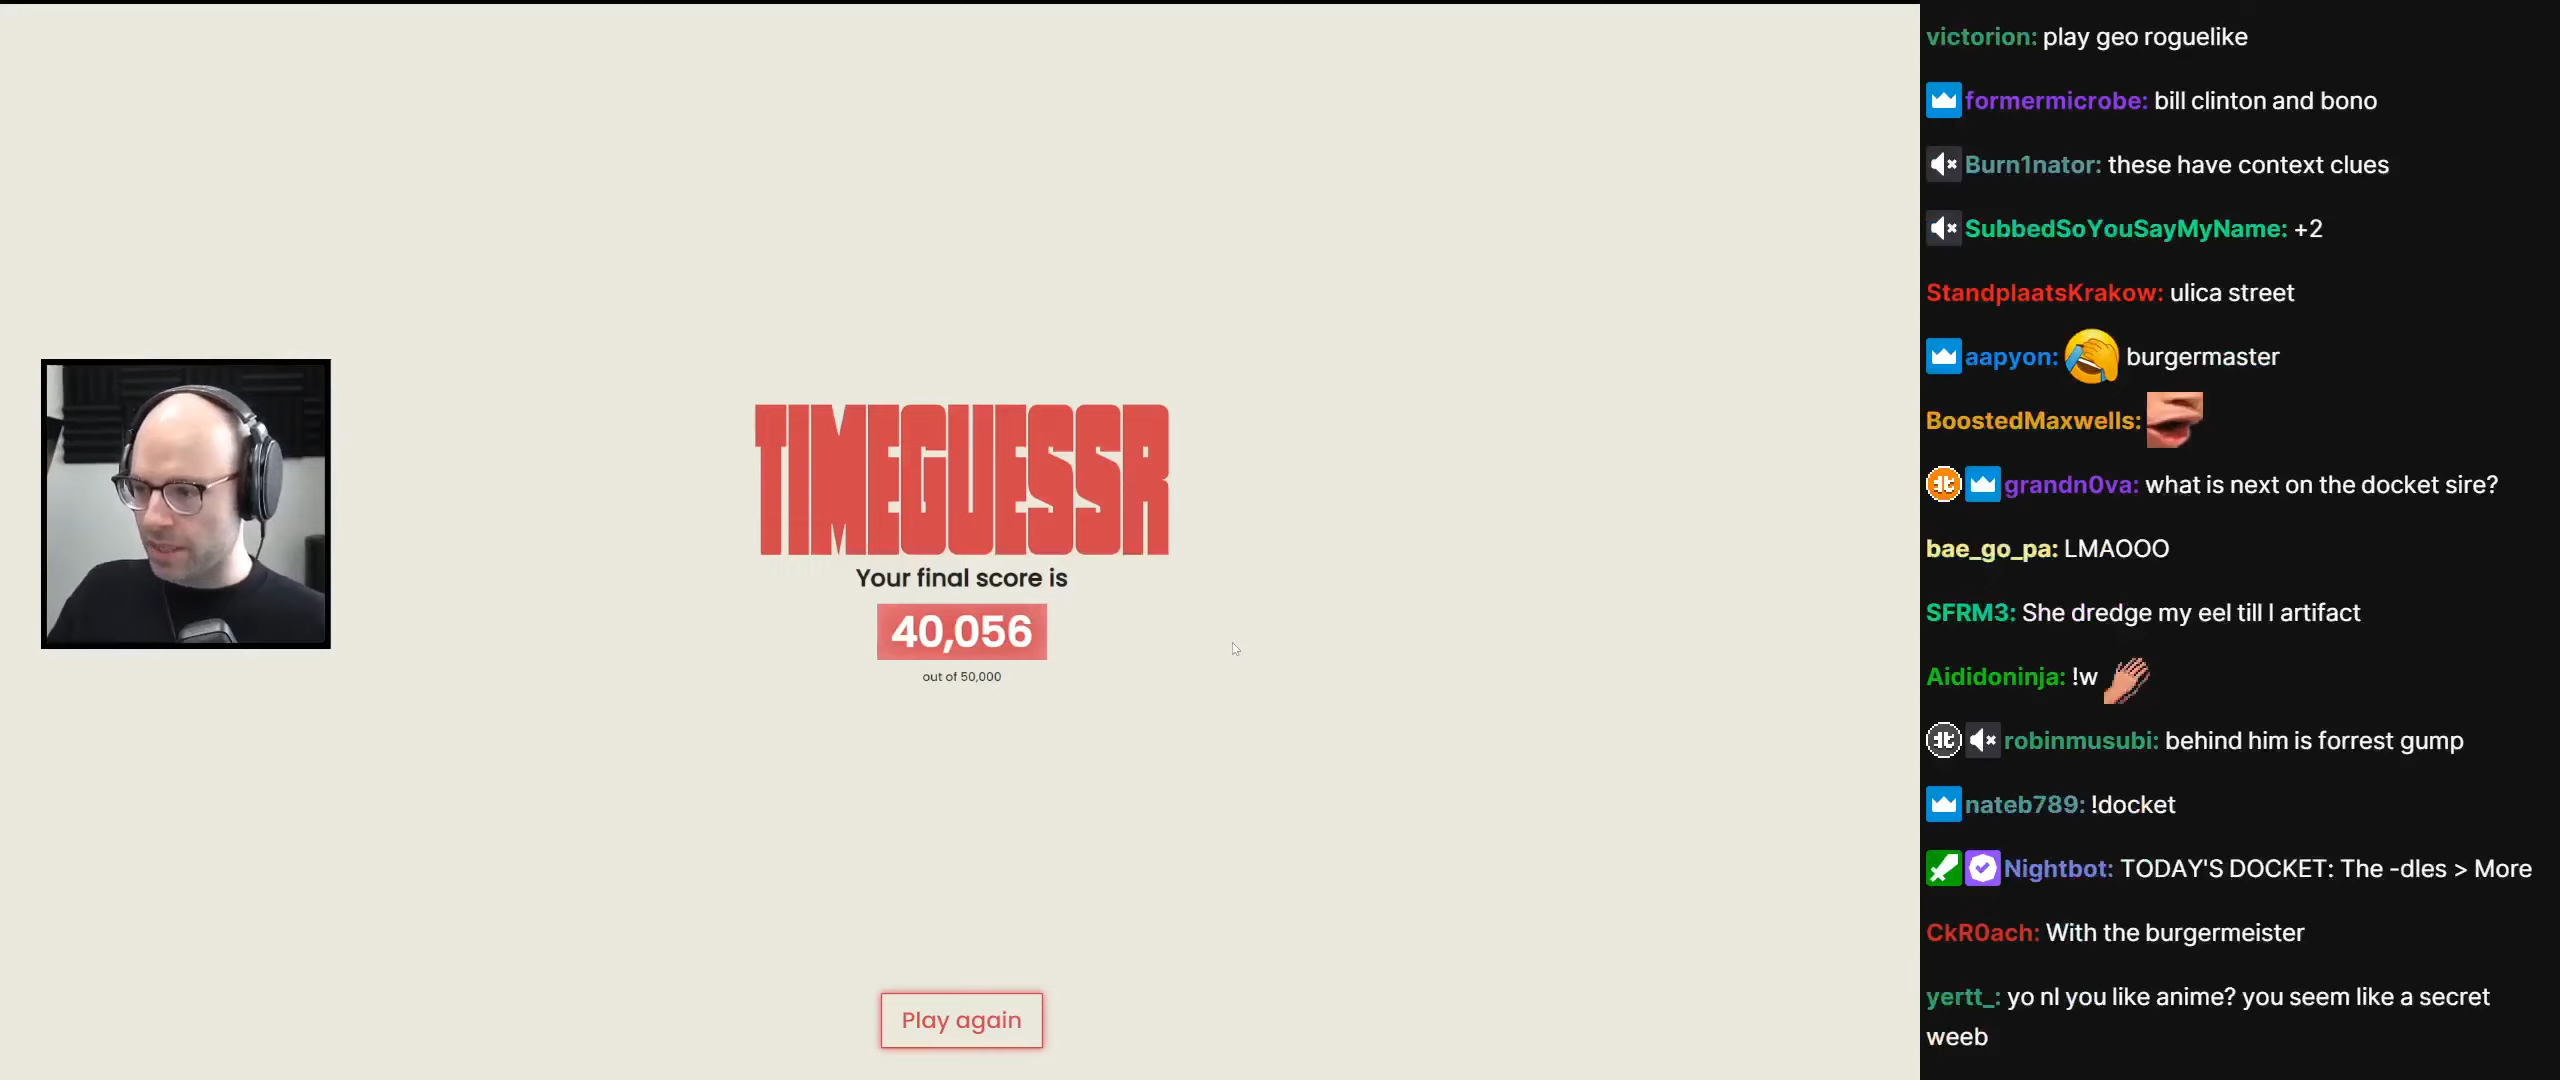 TIMEGUESSR
Your final score is
40,056
out of 50,000
Play again
victorion: play geo roguelike
formermicrobe: bill clinton and bono
Burn1nator: these have context clues
SubbedSoYouSayMyName: +2
StandplaatsKrakow: ulica street
aapyon: burgermaster
BoostedMaxwells:
grandn0va: what is next on the docket sire?
bae_go_pa: LMAOOO
SFRM3: She dredge my eel till I artifact
Aididoninja: !w
robinmusubi: behind him is forrest gump
nateb789: !docket
Nightbot: TODAY'S DOCKET: The -dles > More
CkR0ach: With the burgermeister
yertt_: yo nl you like anime? you seem like a secret
weeb